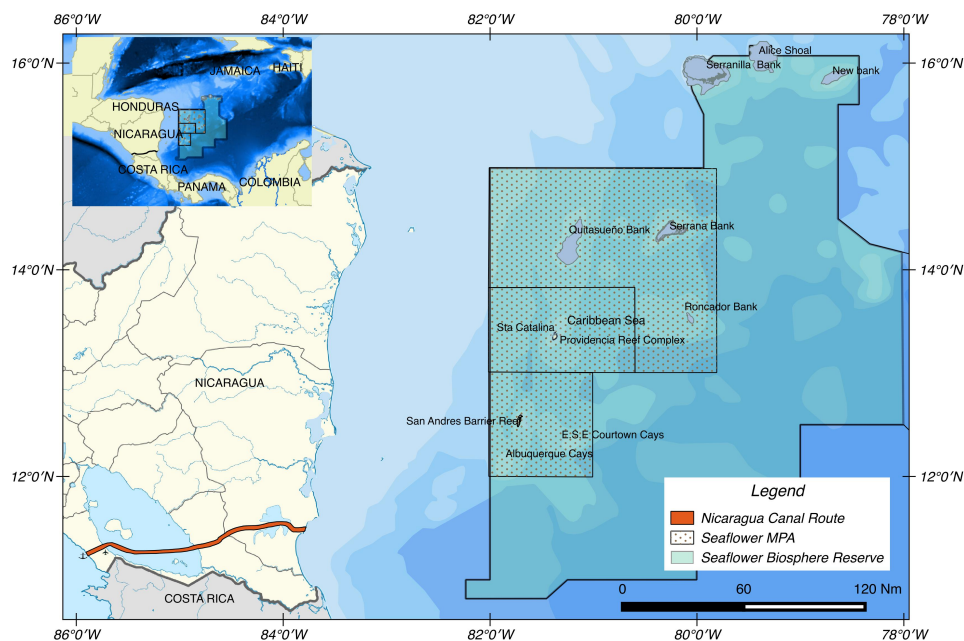 86°0'W
84°0'W
82°0'W
80°0'W
78°0'W
16°0'N
16°0'N
JAMAICA
HAITI
HONDURAS
NICARAGUA
COSTA RICA
PANAMA
COLOMBIA
Alice Shoal
Serranilla Bank
New bank
Quitasueño Bank
Serrana Bank
14°0'N
14°0'N
Roncador Bank
Caribbean Sea
Sta Catalina
Providencia Reef Complex
NICARAGUA
San Andres Barrier Reef
E,S,E Courtown Cays
Albuquerque Cays
12°0'N
12°0'N
Legend
Nicaragua Canal Route
Seaflower MPA
Seaflower Biosphere Reserve
0 60 120 Nm
COSTA RICA
86°0'W
84°0'W
82°0'W
80°0'W
78°0'W